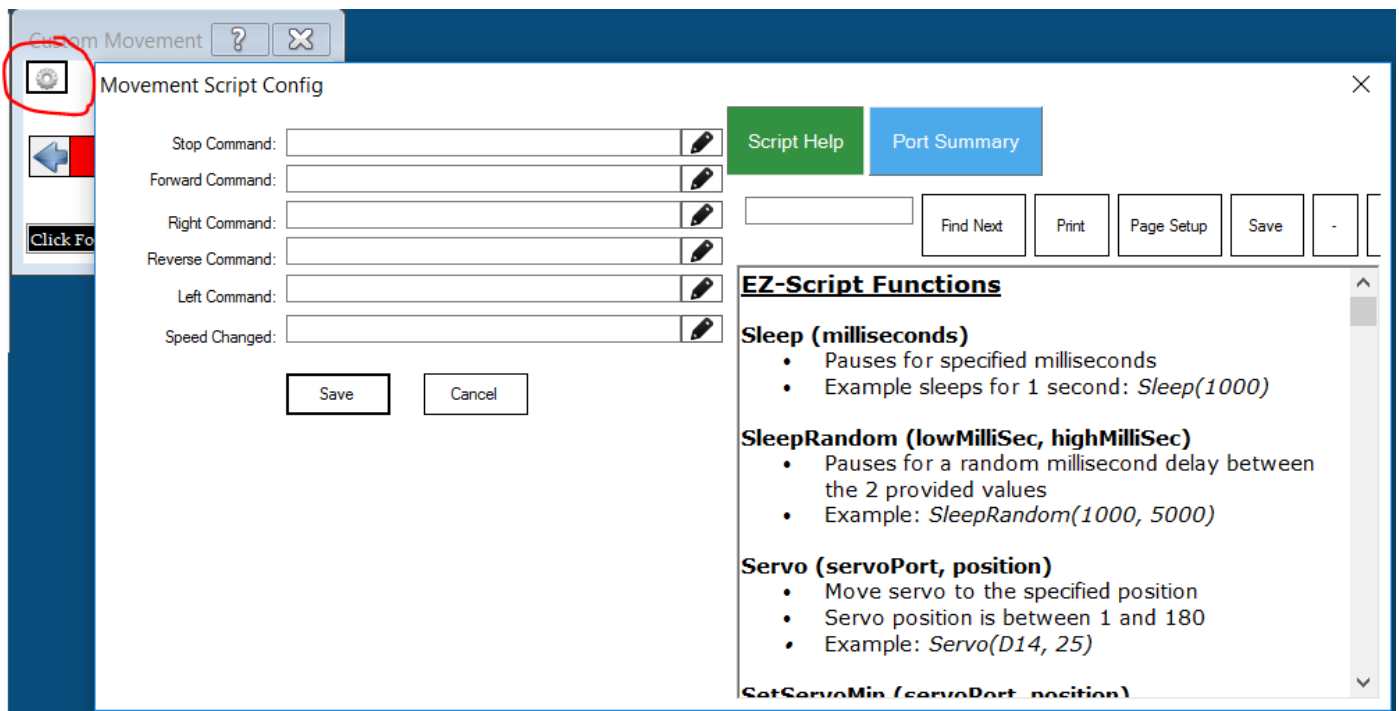 Custom Movement ?
Movement Script Config
Click Fo
Stop Command:
Forward Command:
Right Command:
Reverse Command:
Left Command:
Speed Changed:
Save Cancel
Script Help Port Summary
Find Next Print Page Setup Save -
EZ-Script Functions
Sleep (milliseconds)
• Pauses for specified milliseconds
• Example sleeps for 1 second: Sleep(1000)
SleepRandom (lowMilliSec, highMilliSec)
• Pauses for a random millisecond delay between
the 2 provided values
• Example: SleepRandom(1000, 5000)
Servo (servoPort, position)
• Move servo to the specified position
• Servo position is between 1 and 180
• Example: Servo(D14, 25)
SetServoMin (servoPort, position)